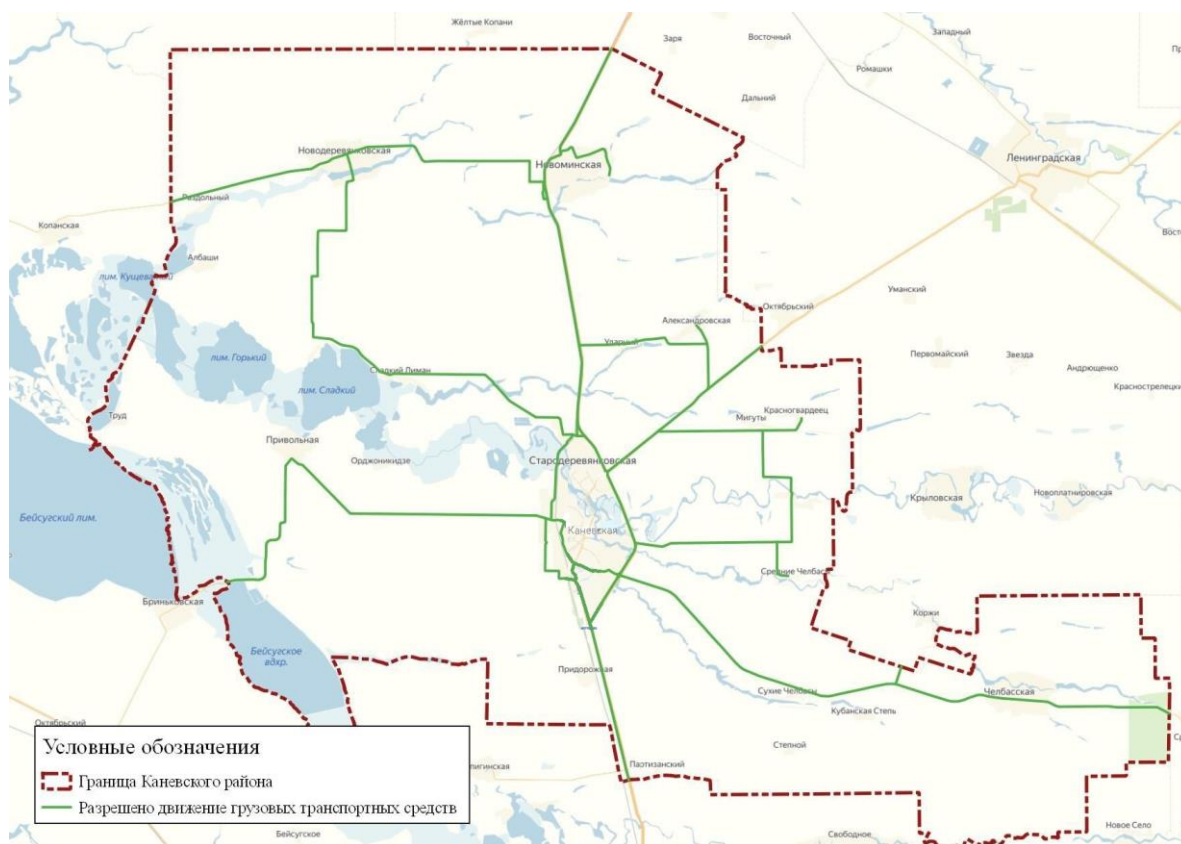 Жёлтые Копани
Заря
Восточный
Западный
Ромашки
Дальний
Новодеревянковская
Новоминская
Ленинградская
Раздольный
Копанская
Албаши
лим. Кущеватый
Уманский
Октябрьский
Александровская
Ударный
лим. Горький
Первомайский
Звезда
Андрющенко
Сладкий Лиман
Краснострелецкий
лим. Сладкий
Труд
Красногвардеец
Мигуты
Привольная
Орджоникидзе
Стародеревянковская
Крыловская
Новоплатнировская
Бейсугский лим.
Каневская
Средние Челбассы
Бриньковская
Коржи
Бейсугское
вдхр.
Придорожная
Сухие Челбасы
Челбасская
Кубанская Степь
Октябрьский
Степной
Условные обозначения
Партизанский
Граница Каневского района
Разрешено движение грузовых транспортных средств
Новое Село
Бейсугское
Свободное